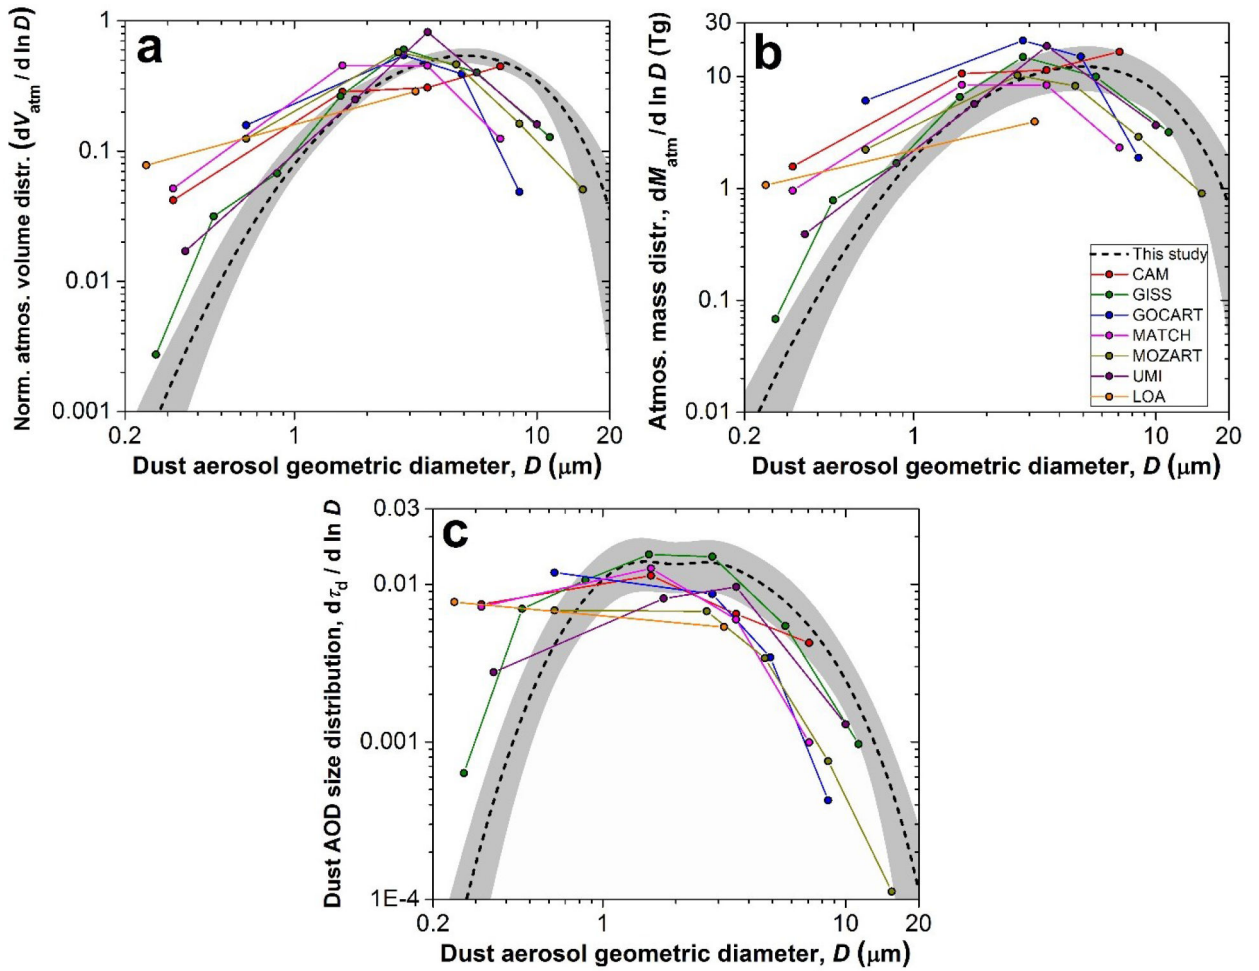 a
Norm. atmos. volume distr. (dVatm / d ln D)
1
0.1
0.01
0.001
0.2
1
10
20
Dust aerosol geometric diameter, D (μm)
b
Atmos. mass distr., dMatm / d ln D (Tg)
30
10
1
0.1
0.01
0.2
1
10
20
Dust aerosol geometric diameter, D (μm)
This study
CAM
GISS
GOCART
MATCH
MOZART
UMI
LOA
c
Dust AOD size distribution, dτd / d ln D
0.03
0.01
0.001
1E-4
0.2
1
10
20
Dust aerosol geometric diameter, D (μm)